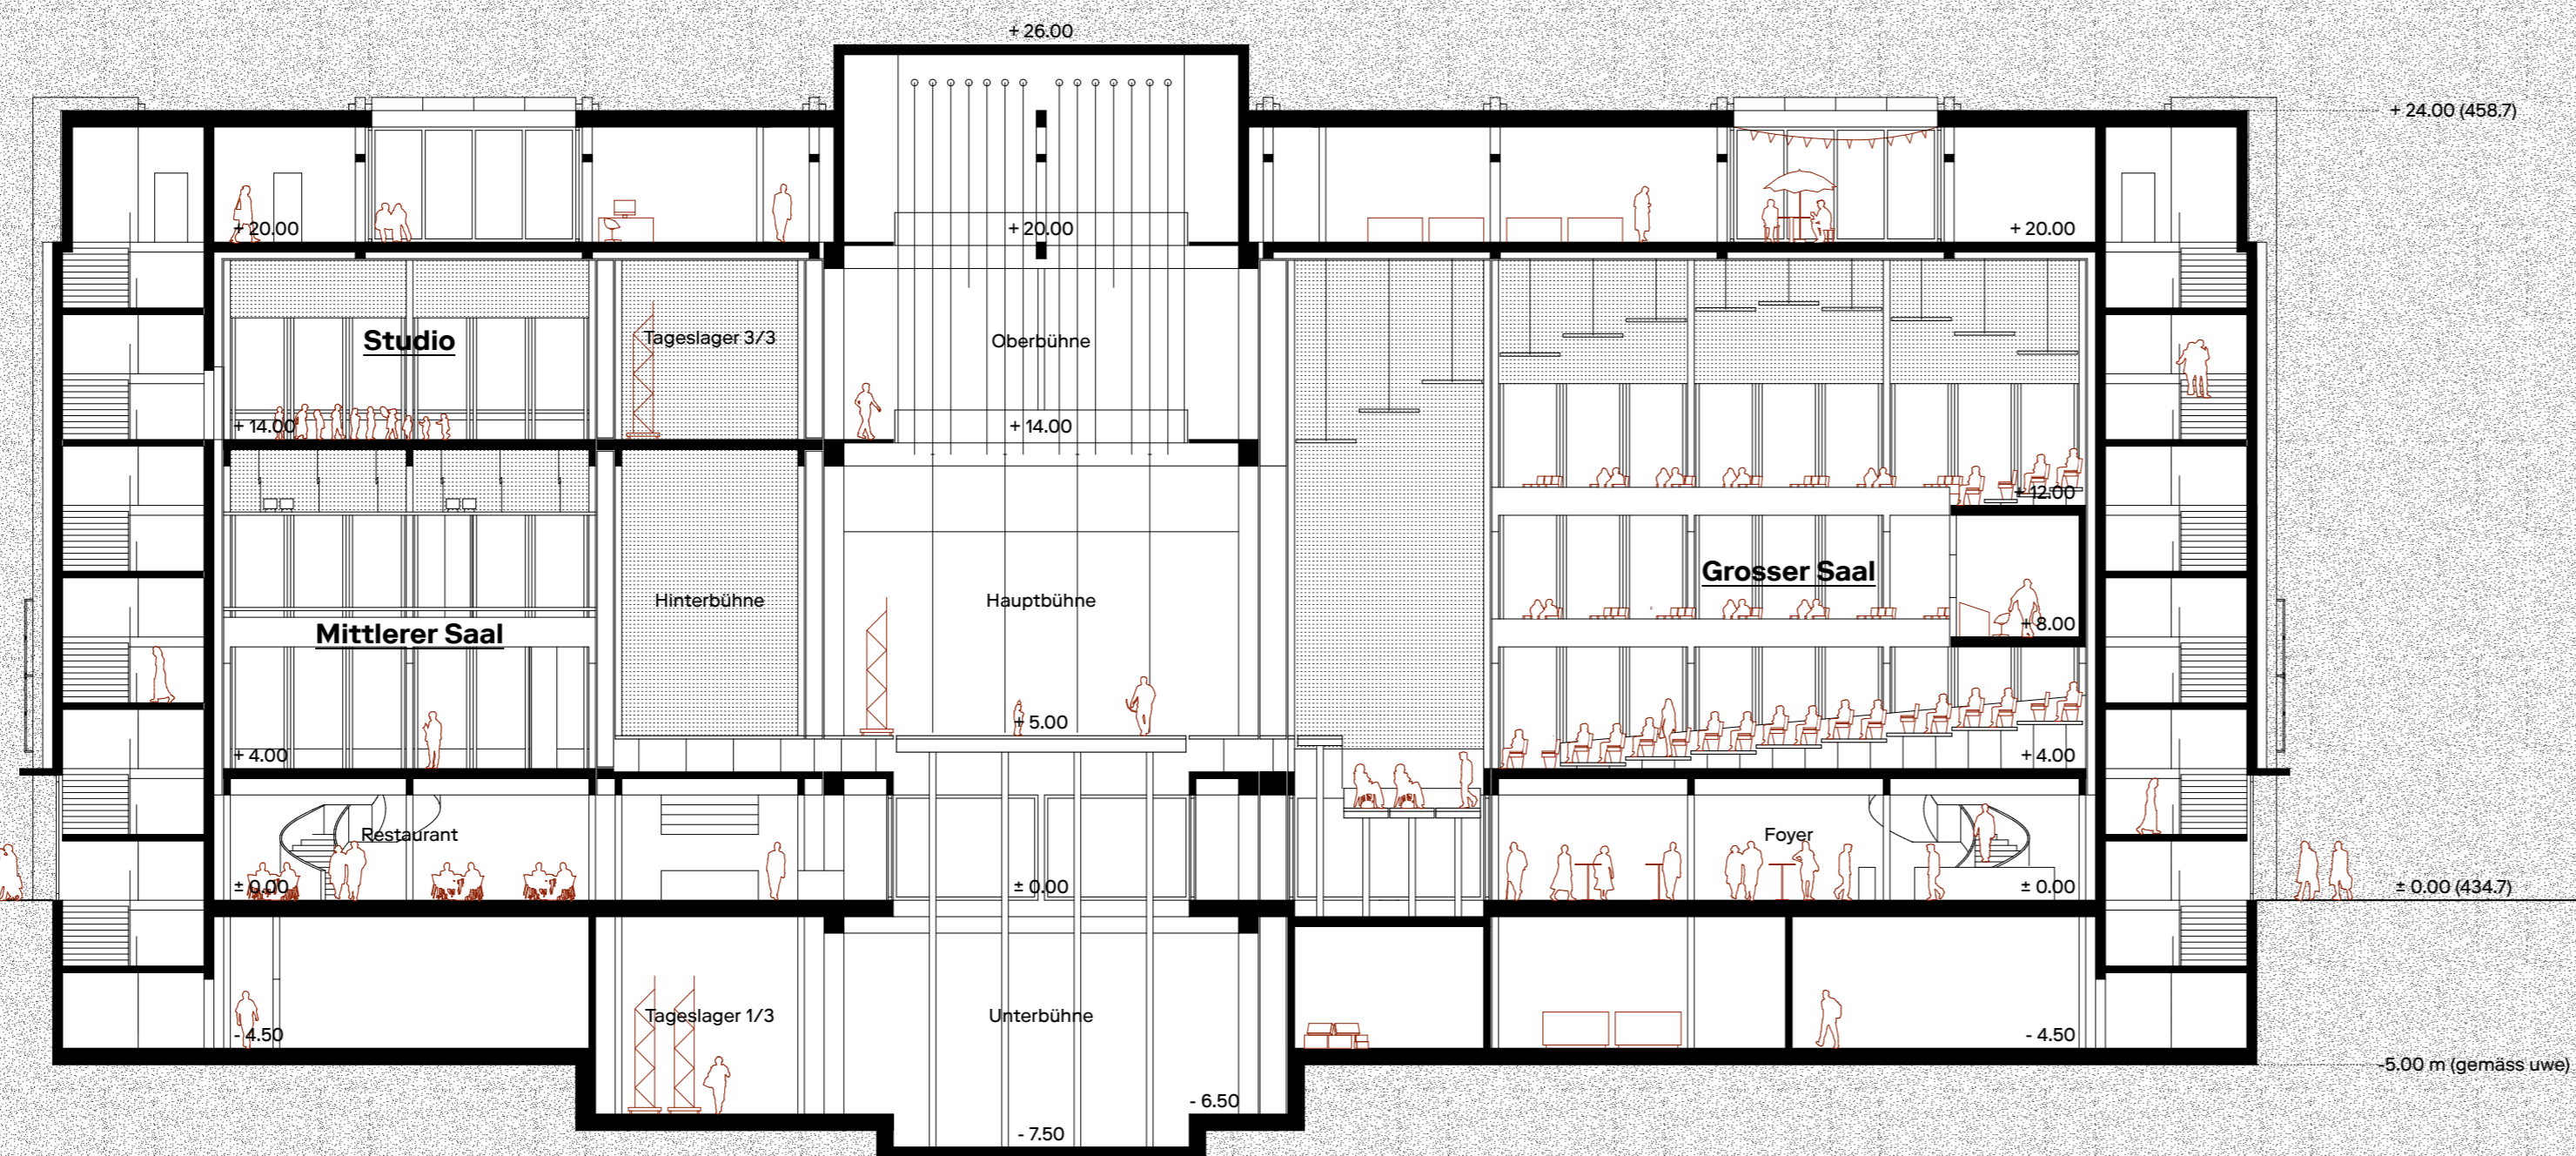 + 26.00
+ 24.00 (458.7)
+ 20.00
+ 20.00
+ 20.00
Studio
Tageslager 3/3
Oberbühne
+ 14.00
+ 14.00
+ 12.00
Grosser Saal
Hinterbühne
Hauptbühne
+ 8.00
Mittlerer Saal
+ 5.00
+ 4.00
+ 4.00
Restaurant
Foyer
± 0.00
± 0.00
± 0.00
± 0.00 (434.7)
Tageslager 1/3
Unterbühne
- 4.50
- 4.50
-5.00 m (gemäss uwe)
- 6.50
- 7.50